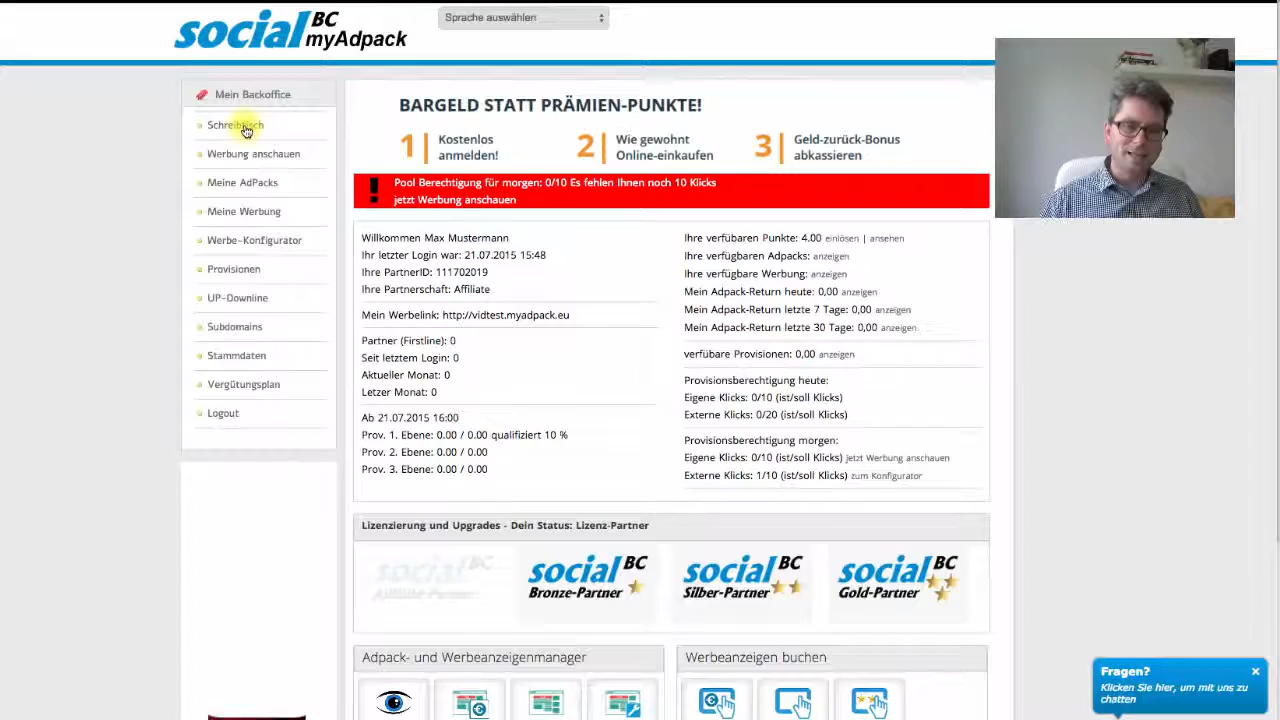 social BC
myAdpack
Sprache auswählen
Mein Backoffice
Schreibtisch
Werbung anschauen
Meine AdPacks
Meine Werbung
Werbe-Konfigurator
Provisionen
UP-Downline
Subdomains
Stammdaten
Vergütungsplan
Logout
BARGELD STATT PRÄMIEN-PUNKTE!
1 Kostenlos
anmelden!
2 Wie gewohnt
Online-einkaufen
3 Geld-zurück-Bonus
abkassieren
! Pool Berechtigung für morgen: 0/10 Es fehlen Ihnen noch 10 Klicks
jetzt Werbung anschauen
Willkommen Max Mustermann
Ihr letzter Login war: 21.07.2015 15:48
Ihre PartnerID: 111702019
Ihre Partnerschaft: Affiliate
Mein Werbelink: http://vidtest.myadpack.eu
Partner (Firstline): 0
Seit letztem Login: 0
Aktueller Monat: 0
Letzer Monat: 0
Ab 21.07.2015 16:00
Prov. 1. Ebene: 0.00 / 0.00 qualifiziert 10 %
Prov. 2. Ebene: 0.00 / 0.00
Prov. 3. Ebene: 0.00 / 0.00
Ihre verfübaren Punkte: 4.00 einlösen | ansehen
Ihre verfügbaren Adpacks: anzeigen
Ihre verfügbare Werbung: anzeigen
Mein Adpack-Return heute: 0,00 anzeigen
Mein Adpack-Return letzte 7 Tage: 0,00 anzeigen
Mein Adpack-Return letzte 30 Tage: 0,00 anzeigen
verfübare Provisionen: 0,00 anzeigen
Provisionsberechtigung heute:
Eigene Klicks: 0/10 (ist/soll Klicks)
Externe Klicks: 0/20 (ist/soll Klicks)
Provisionsberechtigung morgen:
Eigene Klicks: 0/10 (ist/soll Klicks) jetzt Werbung anschauen
Externe Klicks: 1/10 (ist/soll Klicks) zum Konfigurator
Lizenzierung und Upgrades - Dein Status: Lizenz-Partner
social BC
Affiliate-Partner
social BC
Bronze-Partner
social BC
Silber-Partner
social BC
Gold-Partner
Adpack- und Werbeanzeigenmanager
Werbeanzeigen buchen
Fragen?
Klicken Sie hier, um mit uns zu
chatten